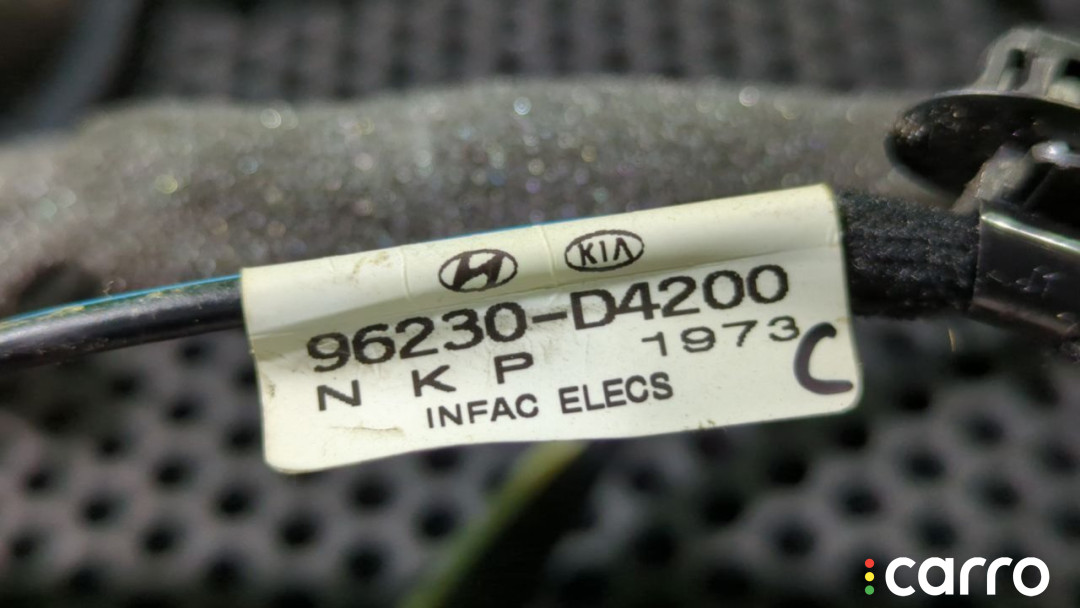 KIA
96230-D4200
N K P 1973 C
INFAC ELECS
carro